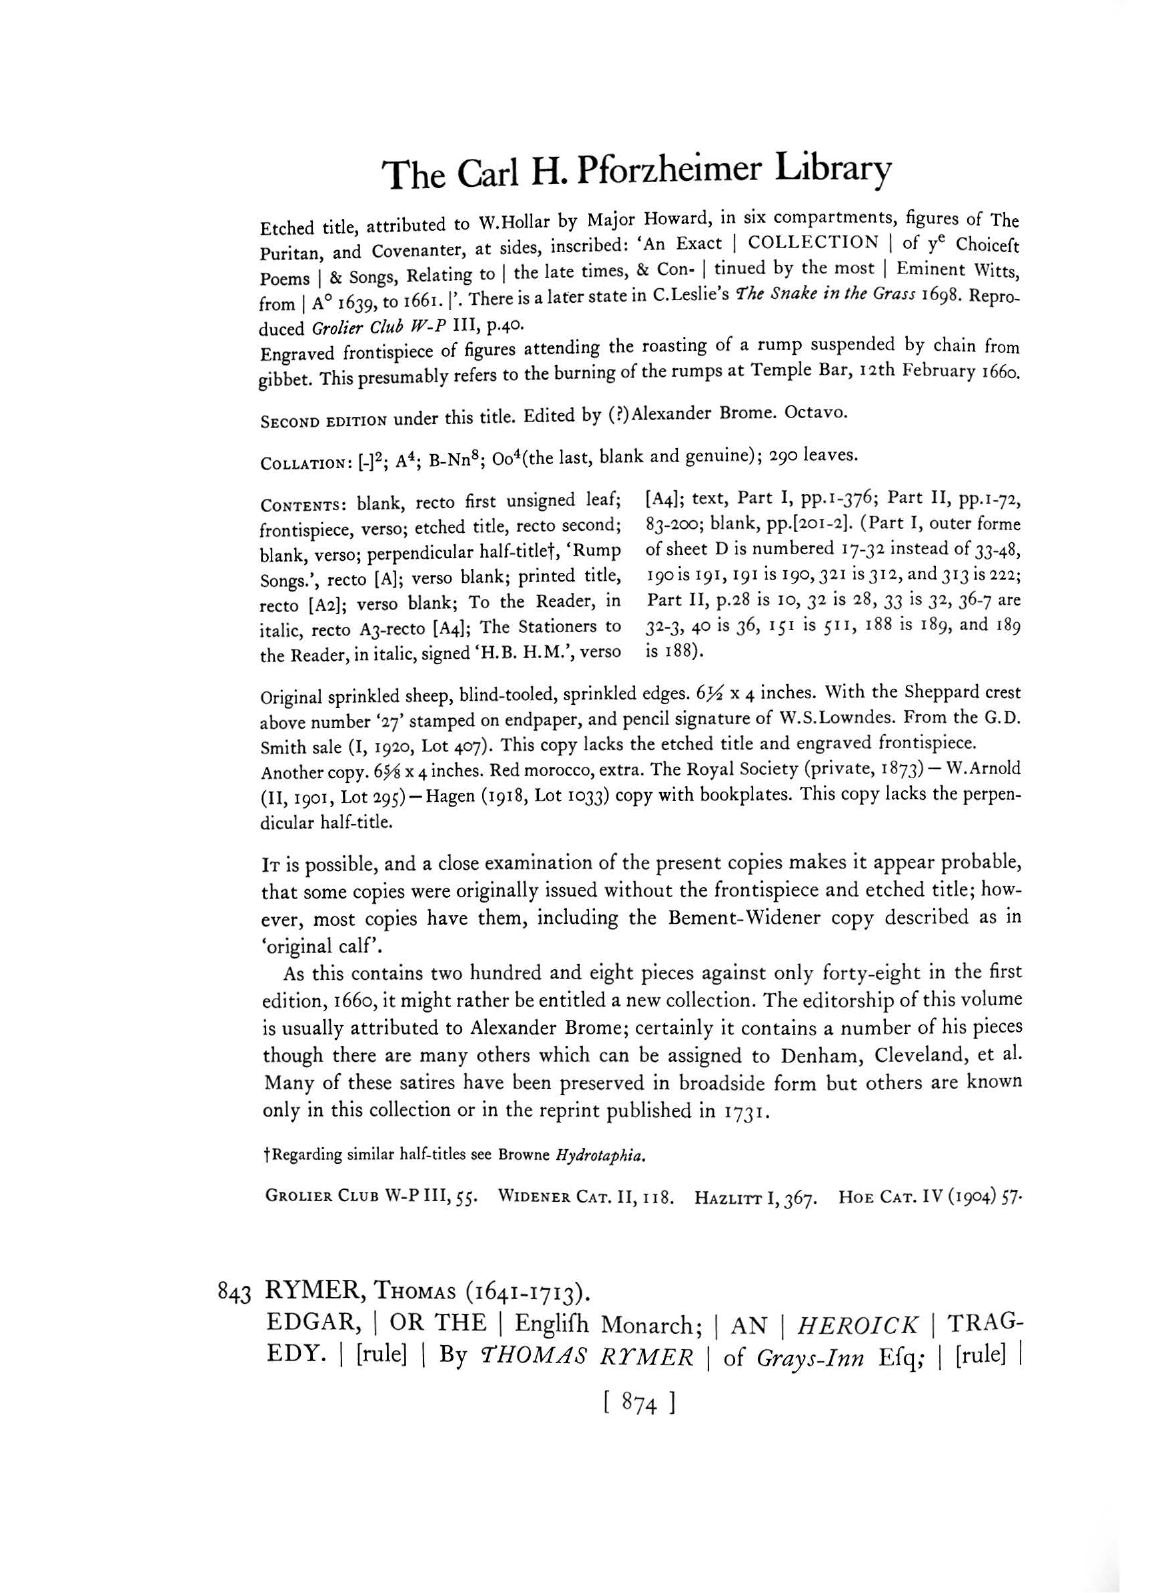 The Carl H. Pforzheimer Library
Etched title, attributed to W.Hollar by Major Howard, in six compartments, figures of The
Puritan, and Covenanter, at sides, inscribed: ‘An Exact | COLLECTION | of yᵉ Choiceſt
Poems | & Songs, Relating to | the late times, & Con- | tinued by the most | Eminent Witts,
from | A° 1639, to 1661. |’. There is a later state in C.Leslie’s The Snake in the Grass 1698. Repro-
duced Grolier Club W-P III, p.40.
Engraved frontispiece of figures attending the roasting of a rump suspended by chain from
gibbet. This presumably refers to the burning of the rumps at Temple Bar, 12th February 1660.
SECOND EDITION under this title. Edited by (?)Alexander Brome. Octavo.
COLLATION: [-]²; A⁴; B-Nn⁸; Oo⁴(the last, blank and genuine); 290 leaves.
CONTENTS: blank, recto first unsigned leaf;
frontispiece, verso; etched title, recto second;
blank, verso; perpendicular half-title†, ‘Rump
Songs.’, recto [A]; verso blank; printed title,
recto [A2]; verso blank; To the Reader, in
italic, recto A3-recto [A4]; The Stationers to
the Reader, in italic, signed ‘H.B. H.M.’, verso
[A4]; text, Part I, pp.1-376; Part II, pp.1-72,
83-200; blank, pp.[201-2]. (Part I, outer forme
of sheet D is numbered 17-32 instead of 33-48,
190 is 191, 191 is 190, 321 is 312, and 313 is 222;
Part II, p.28 is 10, 32 is 28, 33 is 32, 36-7 are
32-3, 40 is 36, 151 is 511, 188 is 189, and 189
is 188).
Original sprinkled sheep, blind-tooled, sprinkled edges. 6½ x 4 inches. With the Sheppard crest
above number ‘27’ stamped on endpaper, and pencil signature of W.S.Lowndes. From the G.D.
Smith sale (I, 1920, Lot 407). This copy lacks the etched title and engraved frontispiece.
Another copy. 6⅝ x 4 inches. Red morocco, extra. The Royal Society (private, 1873) — W.Arnold
(II, 1901, Lot 295) — Hagen (1918, Lot 1033) copy with bookplates. This copy lacks the perpen-
dicular half-title.
IT is possible, and a close examination of the present copies makes it appear probable,
that some copies were originally issued without the frontispiece and etched title; how-
ever, most copies have them, including the Bement-Widener copy described as in
‘original calf’.
As this contains two hundred and eight pieces against only forty-eight in the first
edition, 1660, it might rather be entitled a new collection. The editorship of this volume
is usually attributed to Alexander Brome; certainly it contains a number of his pieces
though there are many others which can be assigned to Denham, Cleveland, et al.
Many of these satires have been preserved in broadside form but others are known
only in this collection or in the reprint published in 1731.
†Regarding similar half-titles see Browne Hydrotaphia.
GROLIER CLUB W-P III, 55. WIDENER CAT. II, 118. HAZLITT I, 367. HOE CAT. IV (1904) 57.
843 RYMER, THOMAS (1641-1713).
EDGAR, | OR THE | Engliſh Monarch; | AN | HEROICK | TRAG-
EDY. | [rule] | By THOMAS RYMER | of Grays-Inn Eſq; | [rule] |
[ 874 ]